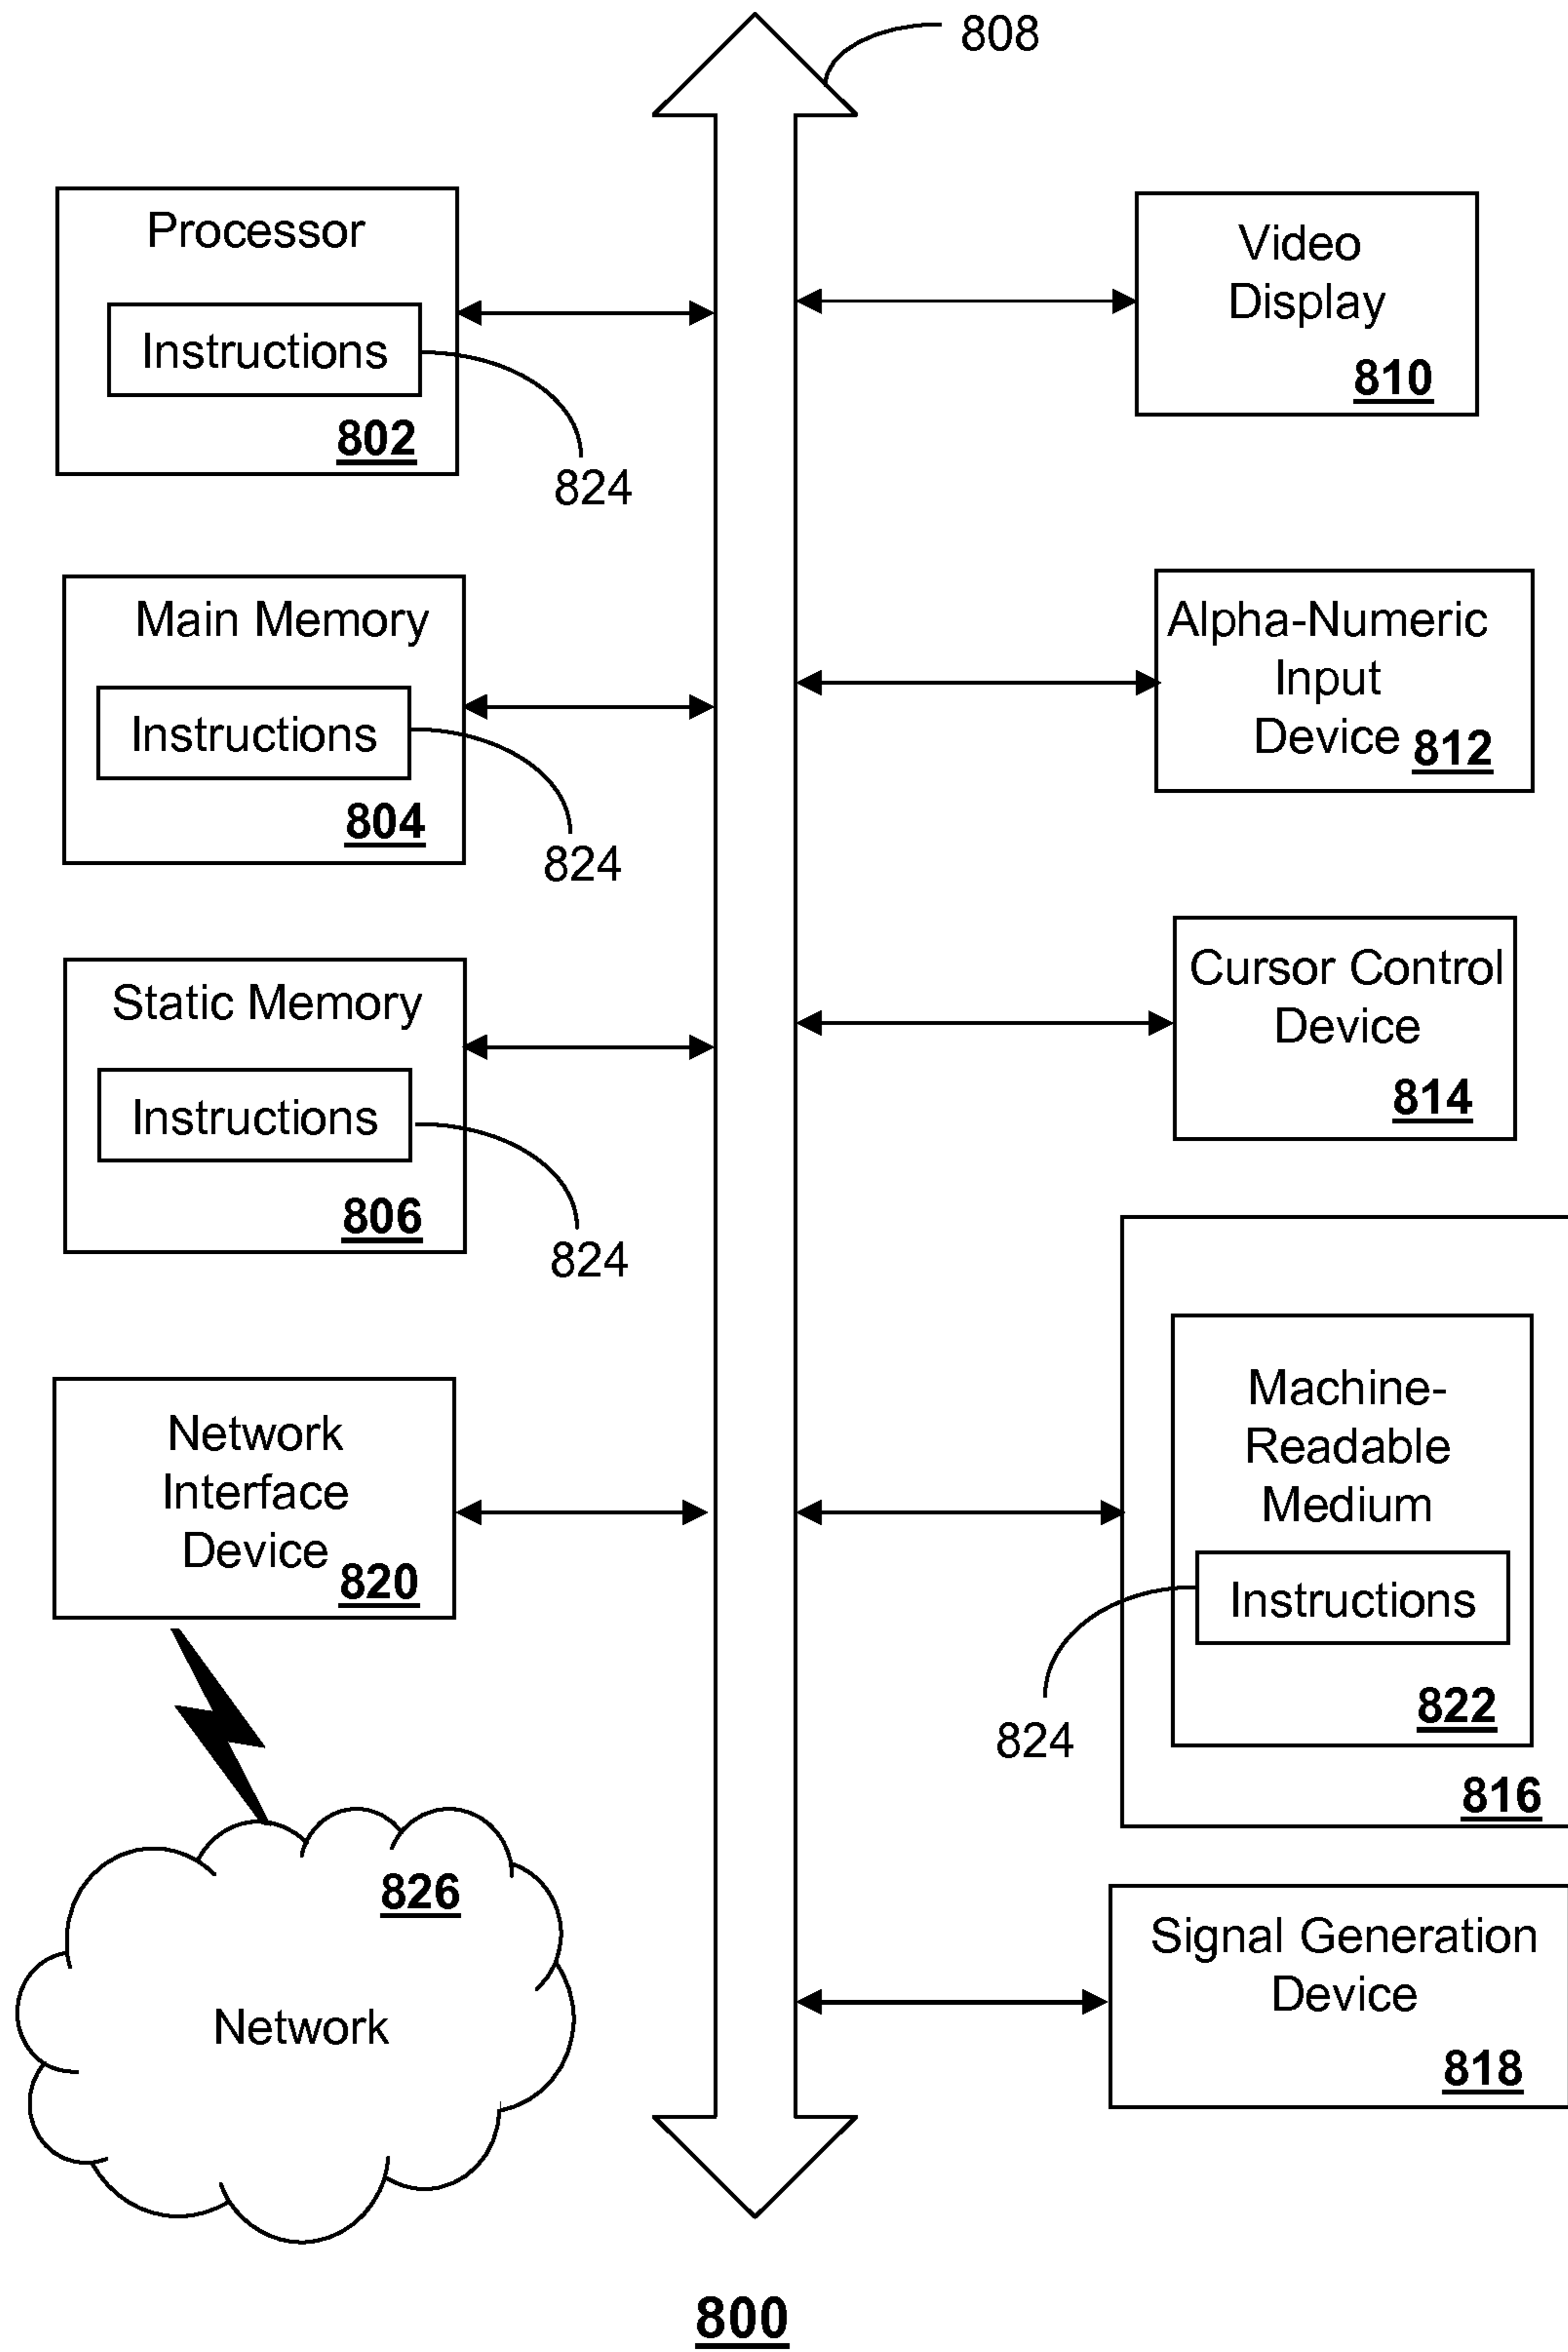 808
Processor
Instructions
802
824
Main Memory
Instructions
804
824
Static Memory
Instructions
806
824
Network
Interface
Device
820
826
Network
Video
Display
810
Alpha-Numeric
Input
Device
812
Cursor Control
Device
814
Machine-
Readable
Medium
Instructions
822
824
816
Signal Generation
Device
818
800